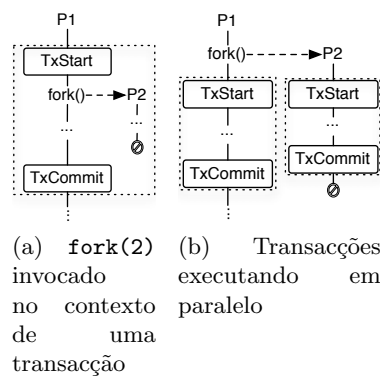 P1
TxStart
fork()
P2
...
...
TxCommit
...
P1
fork()
P2
TxStart
TxStart
...
...
TxCommit
TxCommit
...
(a) fork(2)
invocado
no contexto
de uma
transacção
(b) Transacções
executando em
paralelo